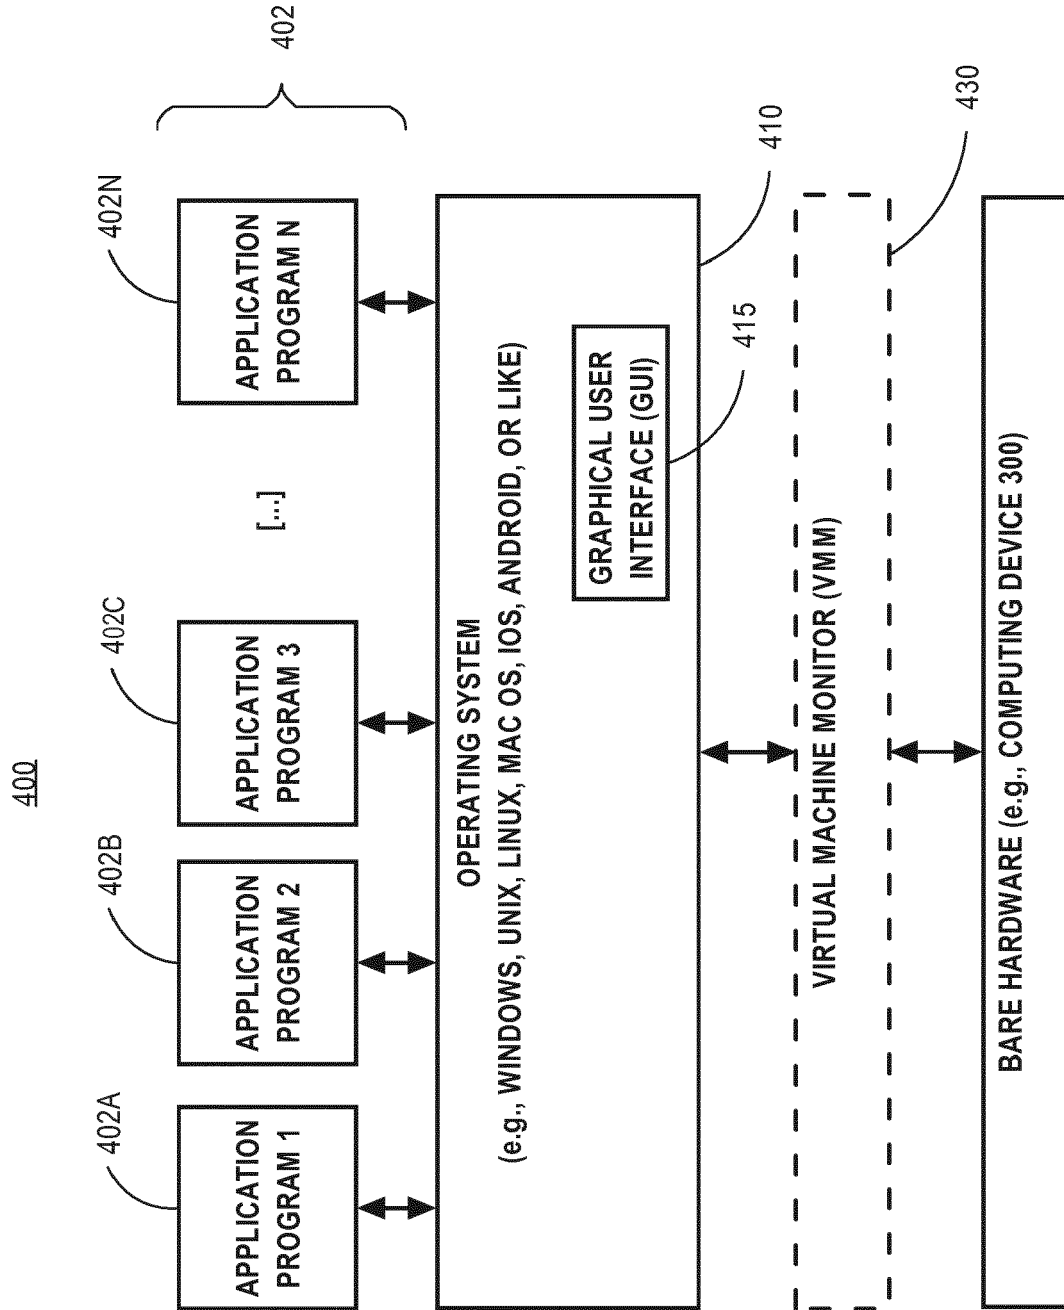 400
402
402A
402B
402C
402N
APPLICATION
PROGRAM 1
APPLICATION
PROGRAM 2
APPLICATION
PROGRAM 3
[...]
APPLICATION
PROGRAM N
OPERATING SYSTEM
(e.g., WINDOWS, UNIX, LINUX, MAC OS, IOS, ANDROID, OR LIKE)
410
GRAPHICAL USER
INTERFACE (GUI)
415
VIRTUAL MACHINE MONITOR (VMM)
430
BARE HARDWARE (e.g., COMPUTING DEVICE 300)